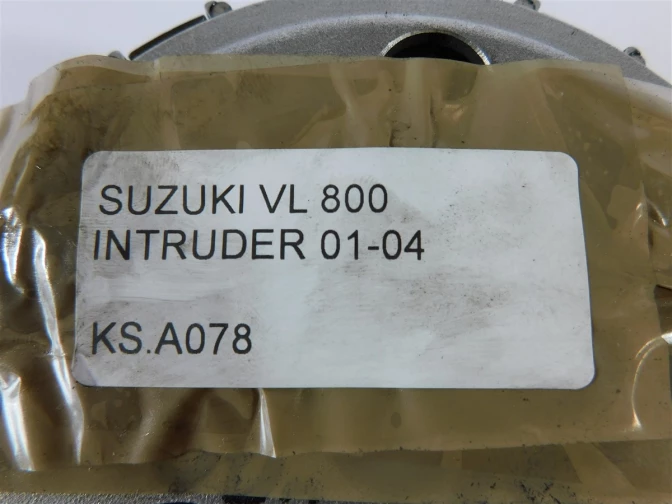 SUZUKI VL 800
INTRUDER 01-04
KS.A078